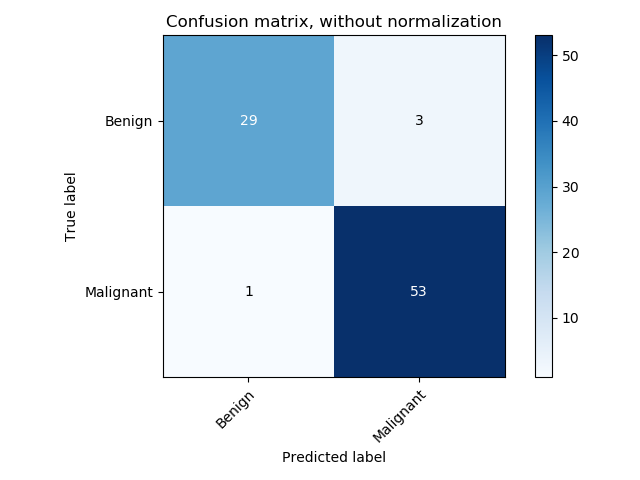 Confusion matrix, without normalization
Benign
29
3
Malignant
1
53
True label
Benign
Malignant
Predicted label
50
40
30
20
10